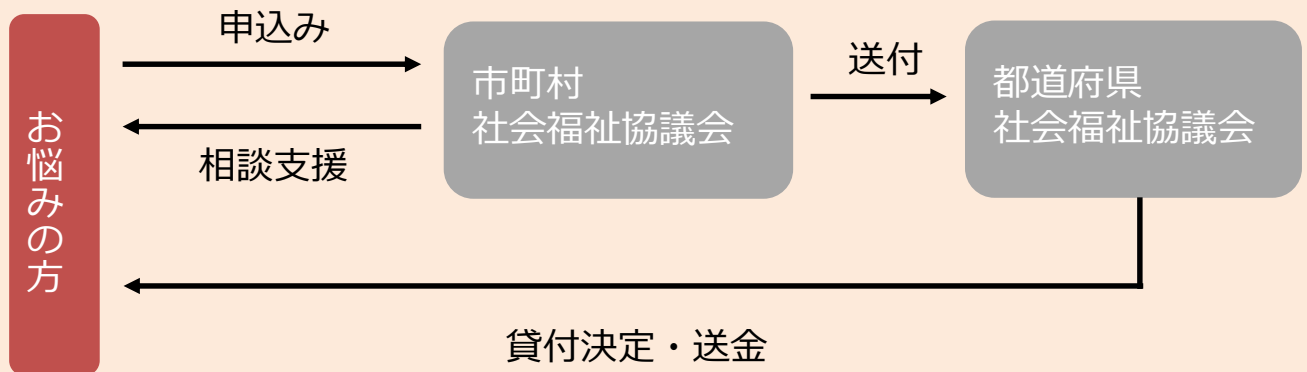 お悩みの方
申込み
相談支援
市町村
社会福祉協議会
送付
都道府県
社会福祉協議会
貸付決定・送金